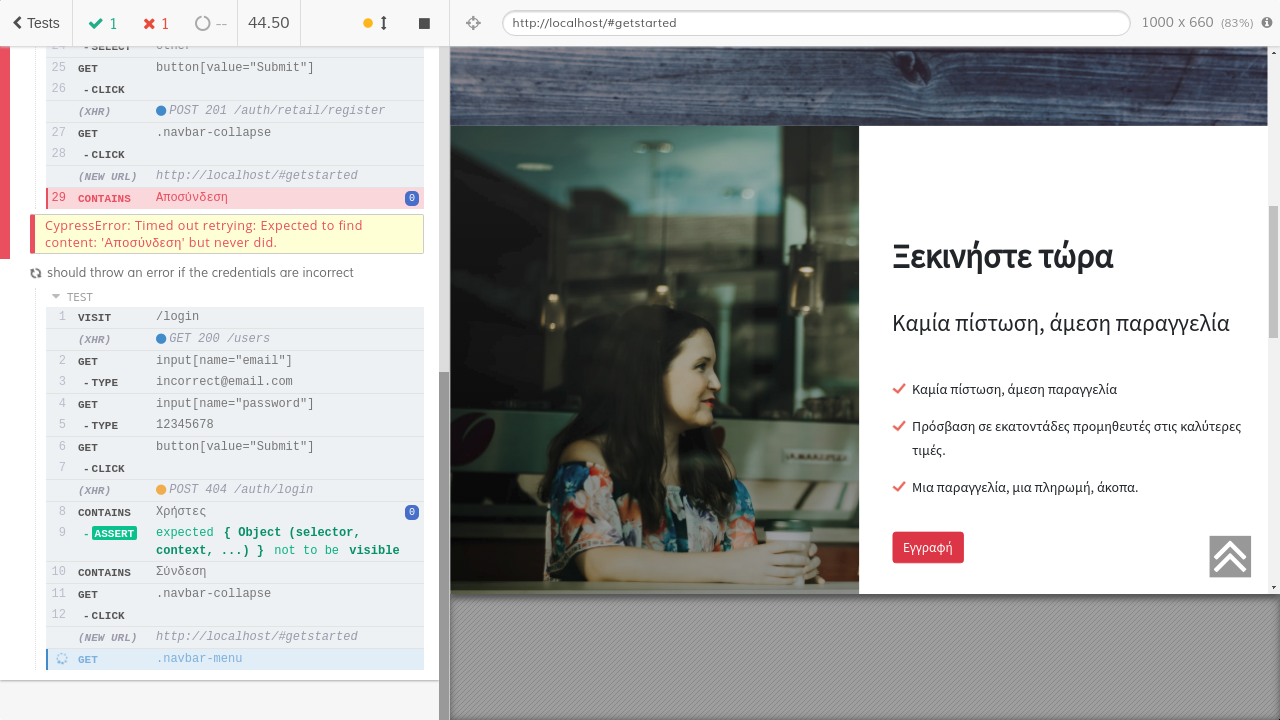 Tests
1
1
--
44.50
http://localhost/#getstarted
1000 x 660 (83%)
24 - SELECT other
25 GET button[value="Submit"]
26 - CLICK
(XHR) POST 201 /auth/retail/register
27 GET .navbar-collapse
28 - CLICK
(NEW URL) http://localhost/#getstarted
29 CONTAINS Αποσύνδεση 0
CypressError: Timed out retrying: Expected to find
content: 'Αποσύνδεση' but never did.
should throw an error if the credentials are incorrect
TEST
1 VISIT /login
(XHR) GET 200 /users
2 GET input[name="email"]
3 - TYPE incorrect@email.com
4 GET input[name="password"]
5 - TYPE 12345678
6 GET button[value="Submit"]
7 - CLICK
(XHR) POST 404 /auth/login
8 CONTAINS Χρήστες 0
9 - ASSERT expected { Object (selector,
context, ...) } not to be visible
10 CONTAINS Σύνδεση
11 GET .navbar-collapse
12 - CLICK
(NEW URL) http://localhost/#getstarted
GET .navbar-menu
Ξεκινήστε τώρα
Καμία πίστωση, άμεση παραγγελία
Καμία πίστωση, άμεση παραγγελία
Πρόσβαση σε εκατοντάδες προμηθευτές στις καλύτερες
τιμές.
Μια παραγγελία, μια πληρωμή, άκοπα.
Εγγραφή